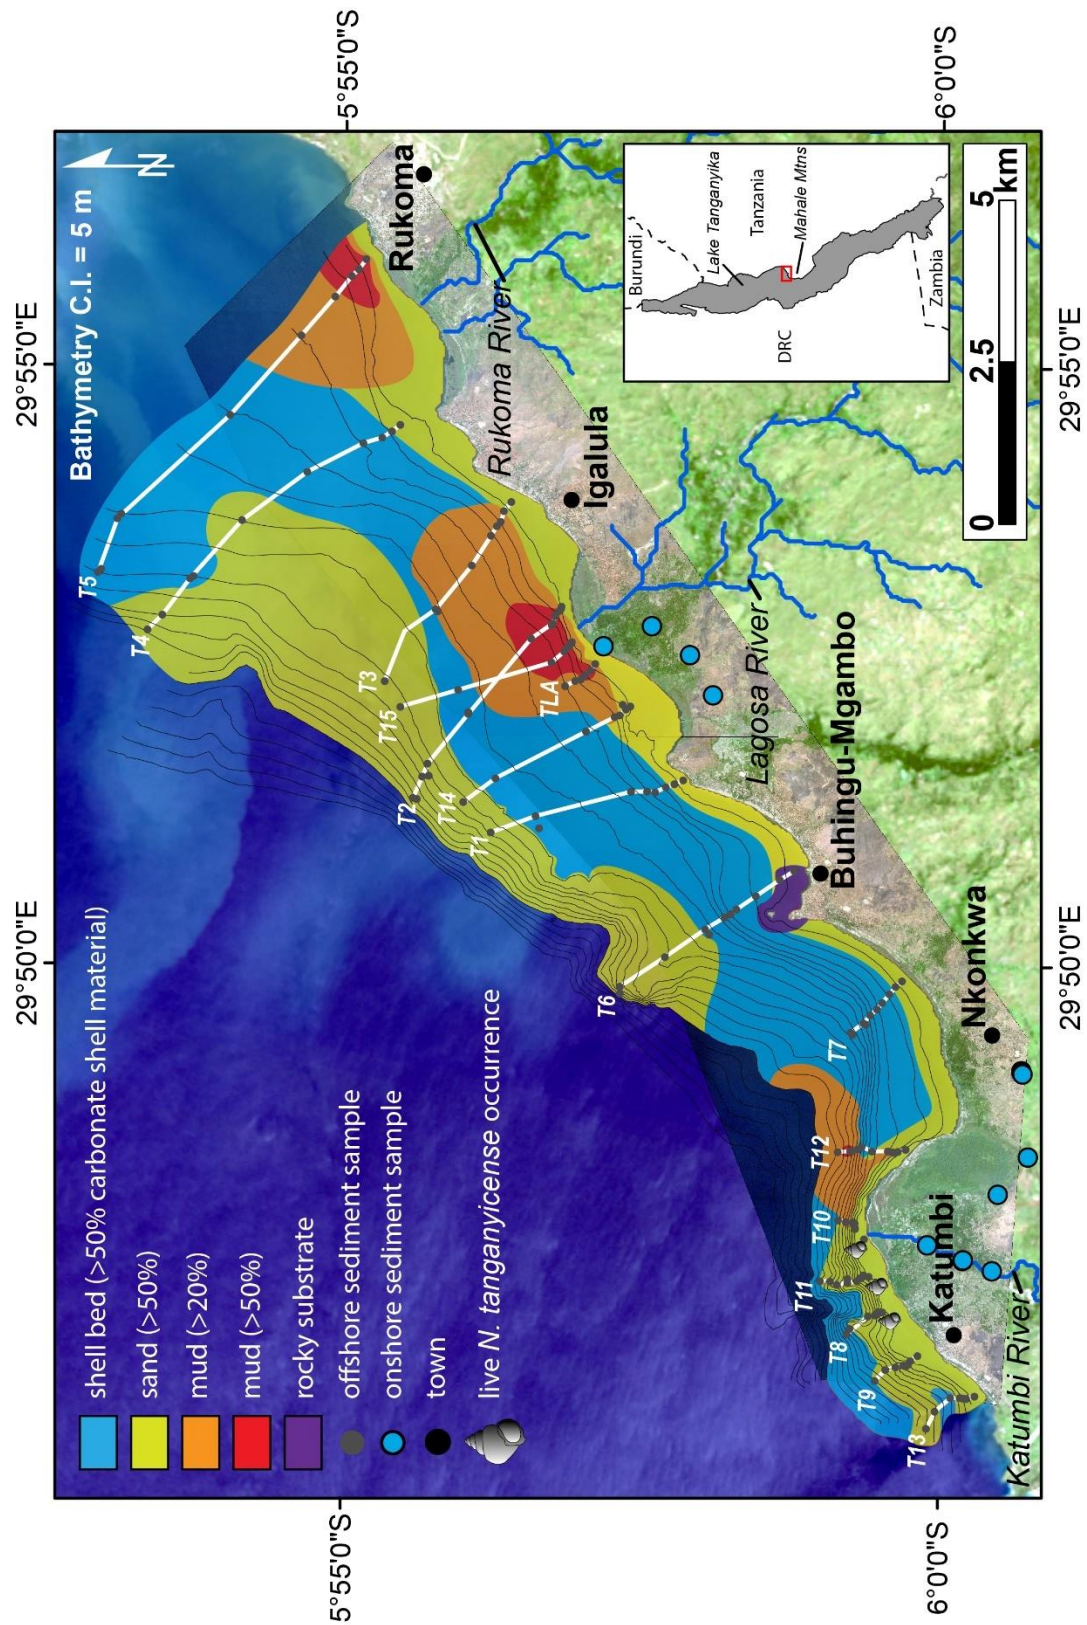 29°50'0"E
29°55'0"E
5°55'0"S
5°55'0"S
6°0'0"S
6°0'0"S
29°50'0"E
29°55'0"E
shell bed (>50% carbonate shell material)
sand (>50%)
mud (>20%)
mud (>50%)
rocky substrate
offshore sediment sample
onshore sediment sample
town
live N. tanganyicense occurrence
Bathymetry C.I. = 5 m
N
T5
T4
T3
T15
T2
T14
T1
TLA
T6
T7
T12
T10
T11
T8
T9
T13
Rukoma
Rukoma River
Igalula
Lagosa River
Buhingu-Mgambo
Nkonkwa
Katumbi
Katumbi River
Burundi
Lake Tanganyika
Tanzania
DRC
Mahale Mtns
Zambia
0
2.5
5
km